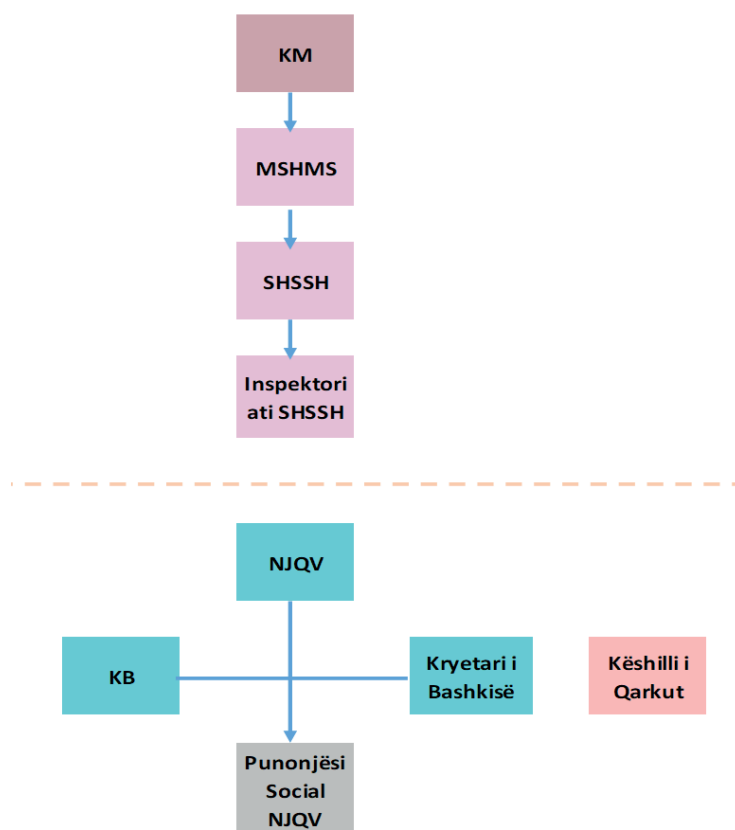 KM
MSHMS
SHSSH
Inspektori
ati SHSSH
NJQV
KB
Kryetari i
Bashkisë
Këshilli i
Qarkut
Punonjësi
Social
NJQV